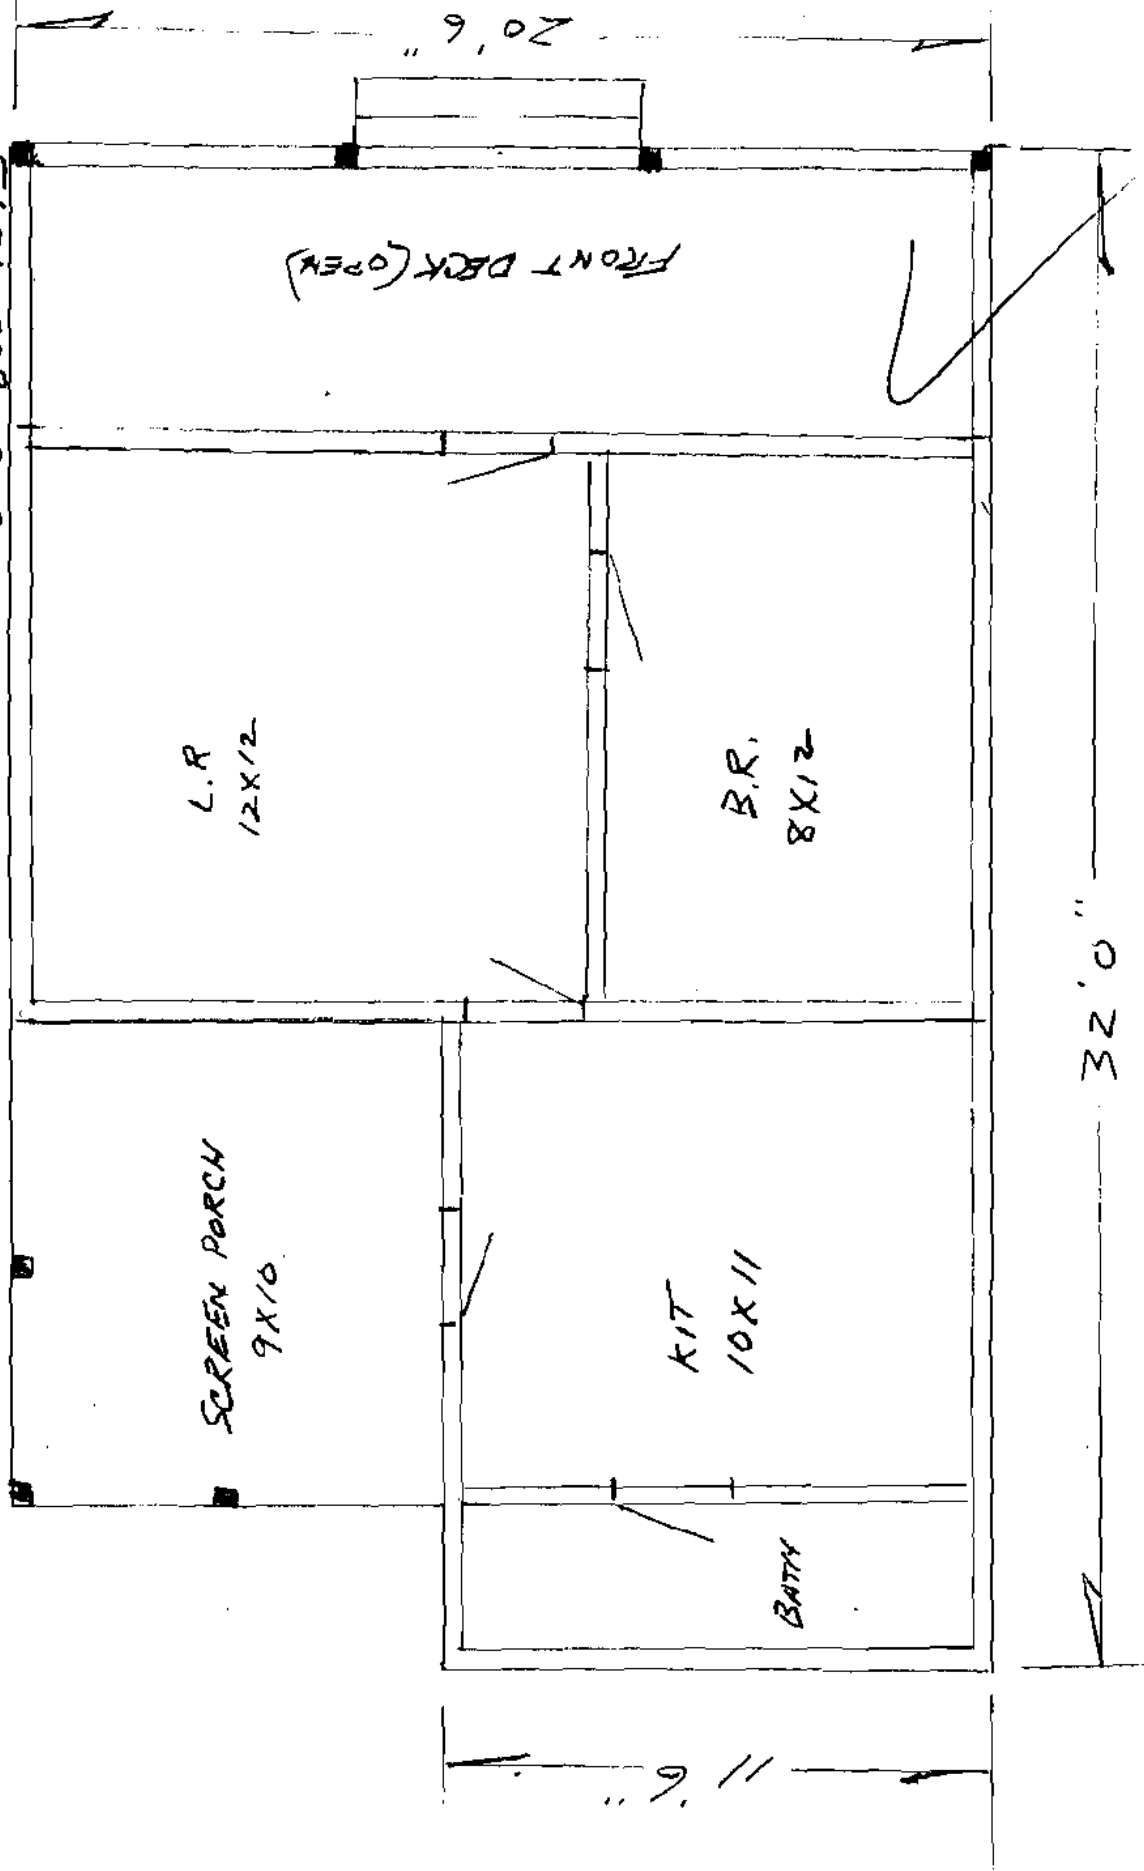 20'6"
FRONT DECK (OPEN)
L.R
12X12
B.R.
8X12
SCREEN PORCH
9X10
KIT
10X11
BATH
32'0"
11'6"